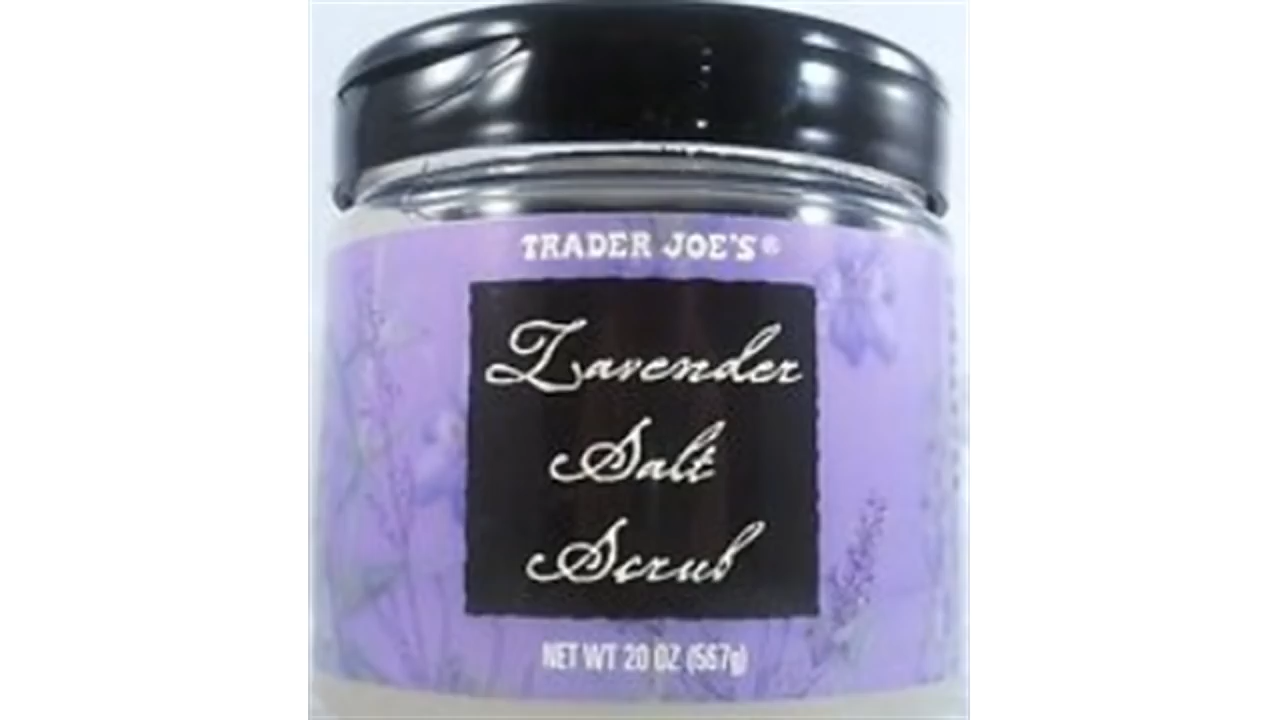 TRADER JOE'S®
Lavender
Salt
Scrub
NET WT 20 OZ (567g)